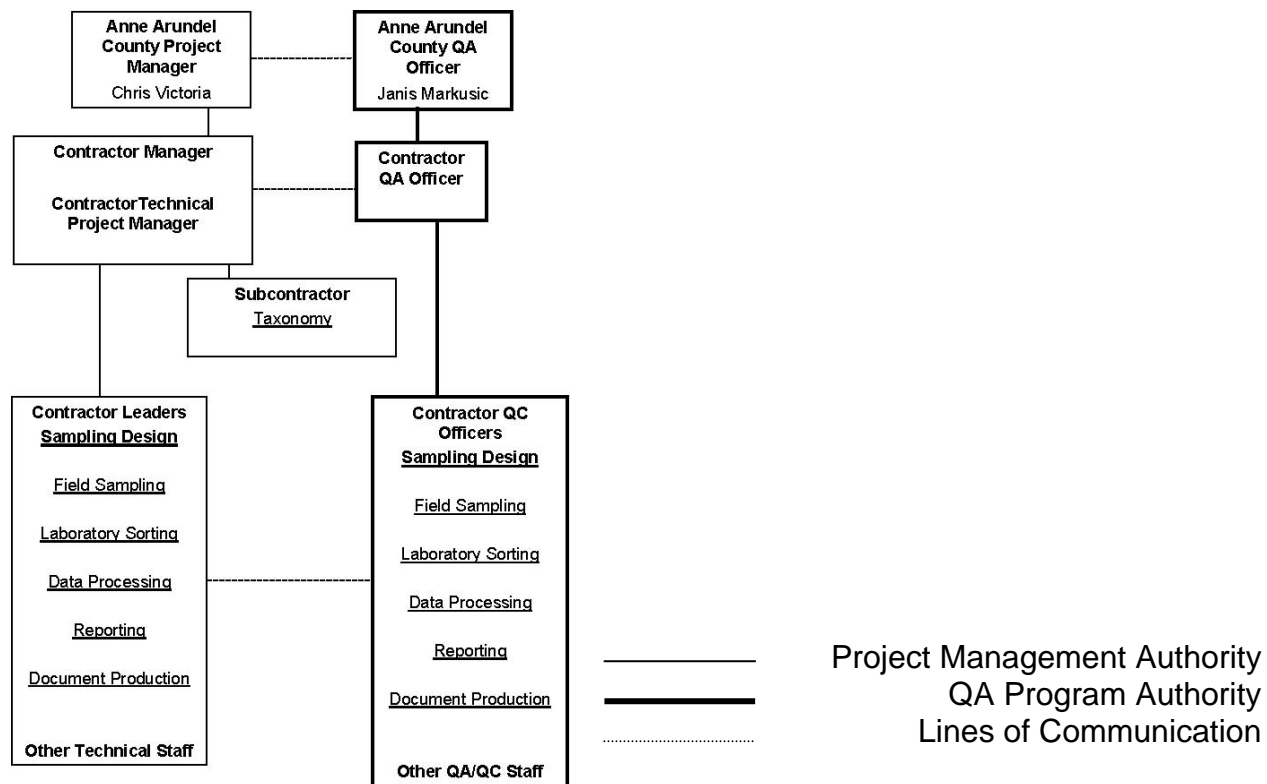 Anne Arundel
County Project
Manager
Chris Victoria
Anne Arundel
County QA
Officer
Janis Markusic
Contractor Manager
ContractorTechnical
Project Manager
Contractor
QA Officer
Subcontractor
Taxonomy
Contractor Leaders
Sampling Design
Field Sampling
Laboratory Sorting
Data Processing
Reporting
Document Production
Other Technical Staff
Contractor QC
Officers
Sampling Design
Field Sampling
Laboratory Sorting
Data Processing
Reporting
Document Production
Other QA/QC Staff
Project Management Authority
QA Program Authority
Lines of Communication